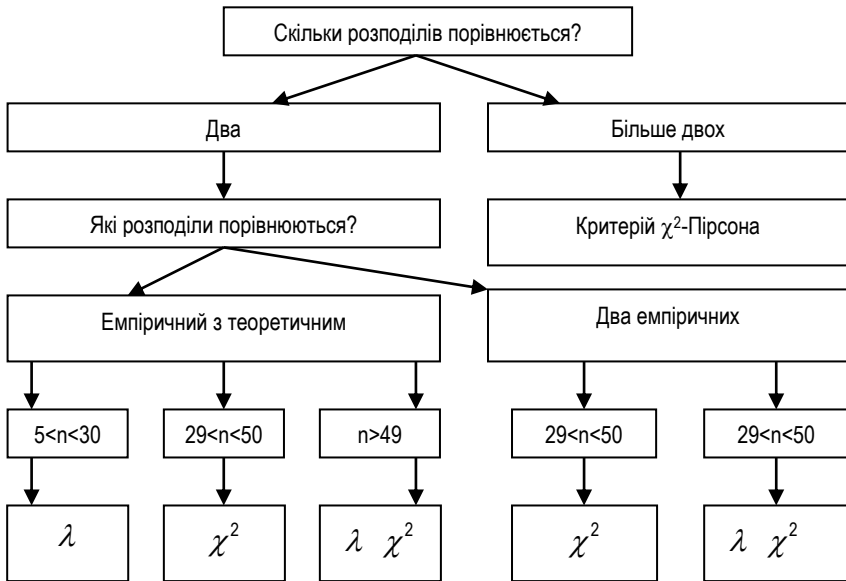 Скільки розподілів порівнюється?
Два
Більше двох
Які розподіли порівнюються?
Критерій χ²-Пірсона
Емпіричний з теоретичним
Два емпіричних
5<n<30
29<n<50
n>49
29<n<50
29<n<50
λ
χ²
λ χ²
χ²
λ χ²